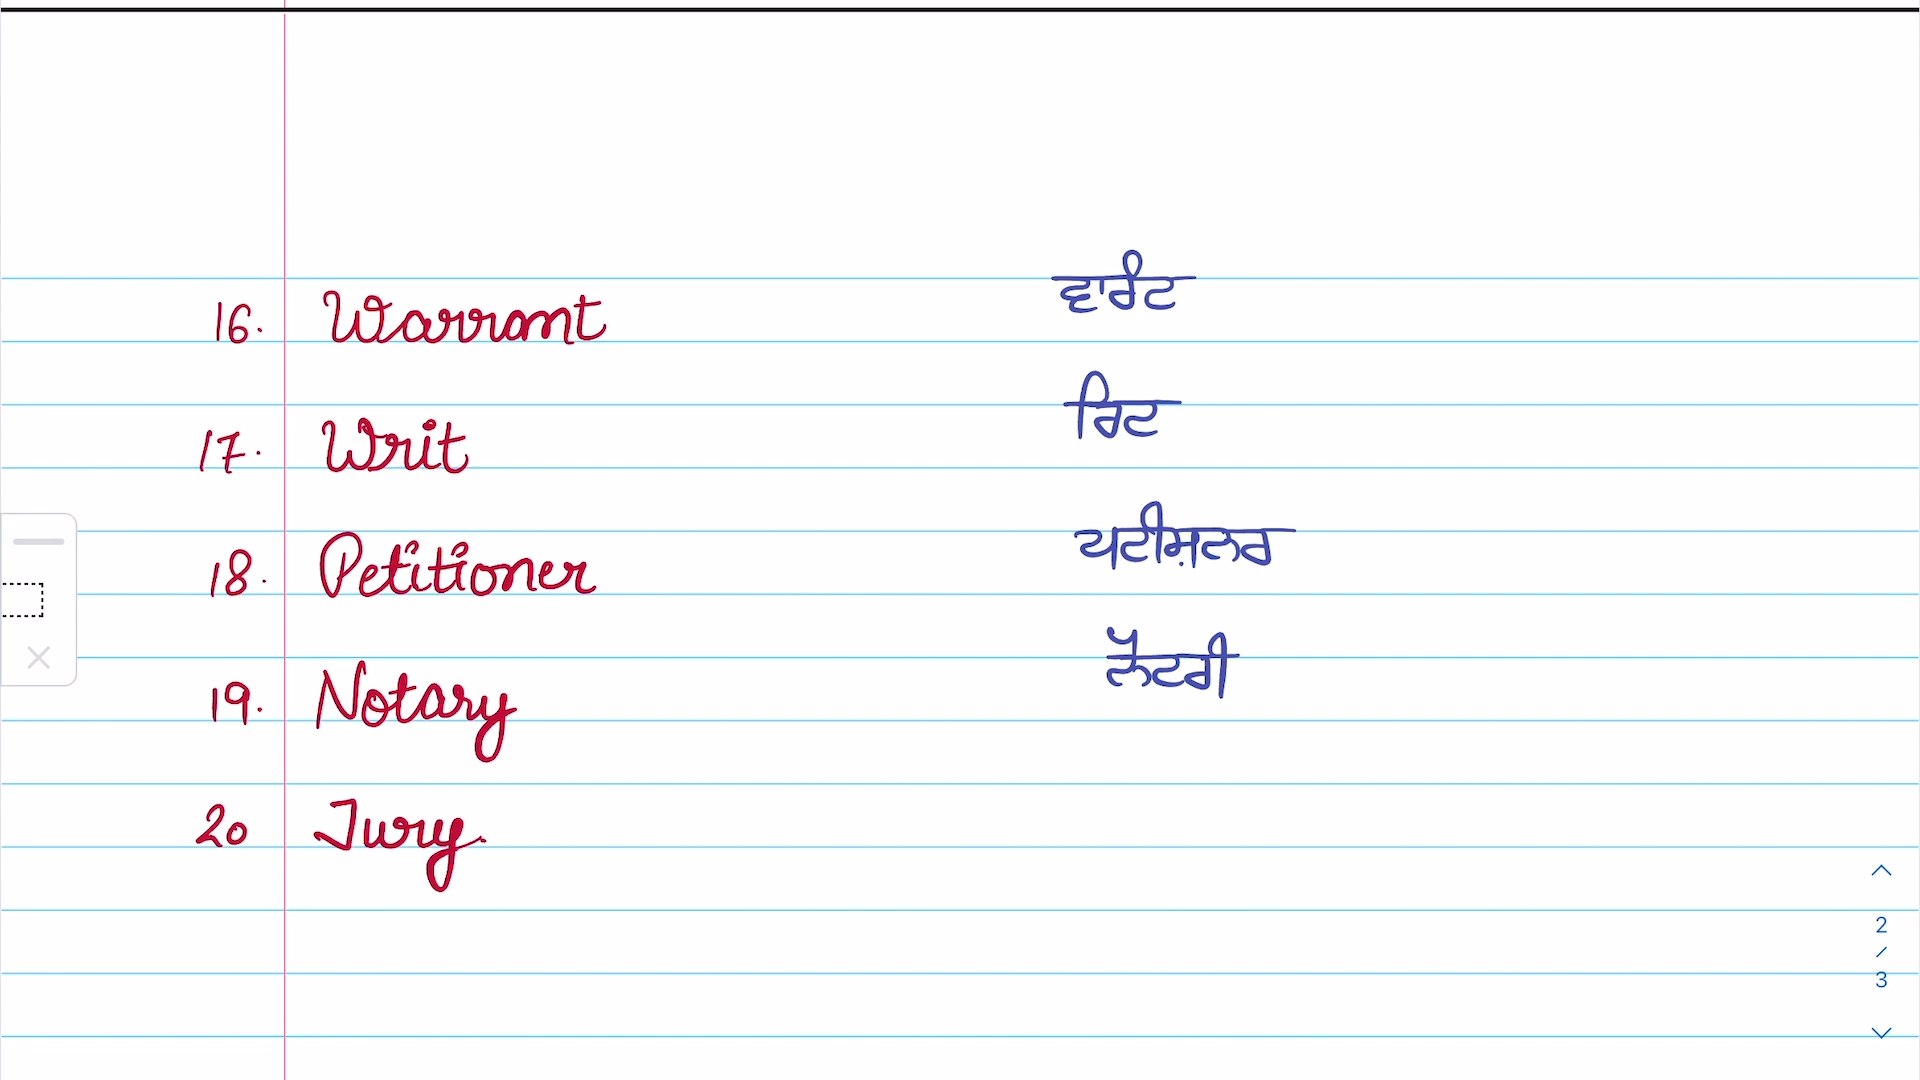 16. Warrant ਵਾਰੰਟ
17. Writ ਰਿਟ
18. Petitioner ਪਟੀਸ਼ਨਰ
19. Notary ਨੌਟਰੀ
20 Jury.
2
/
3